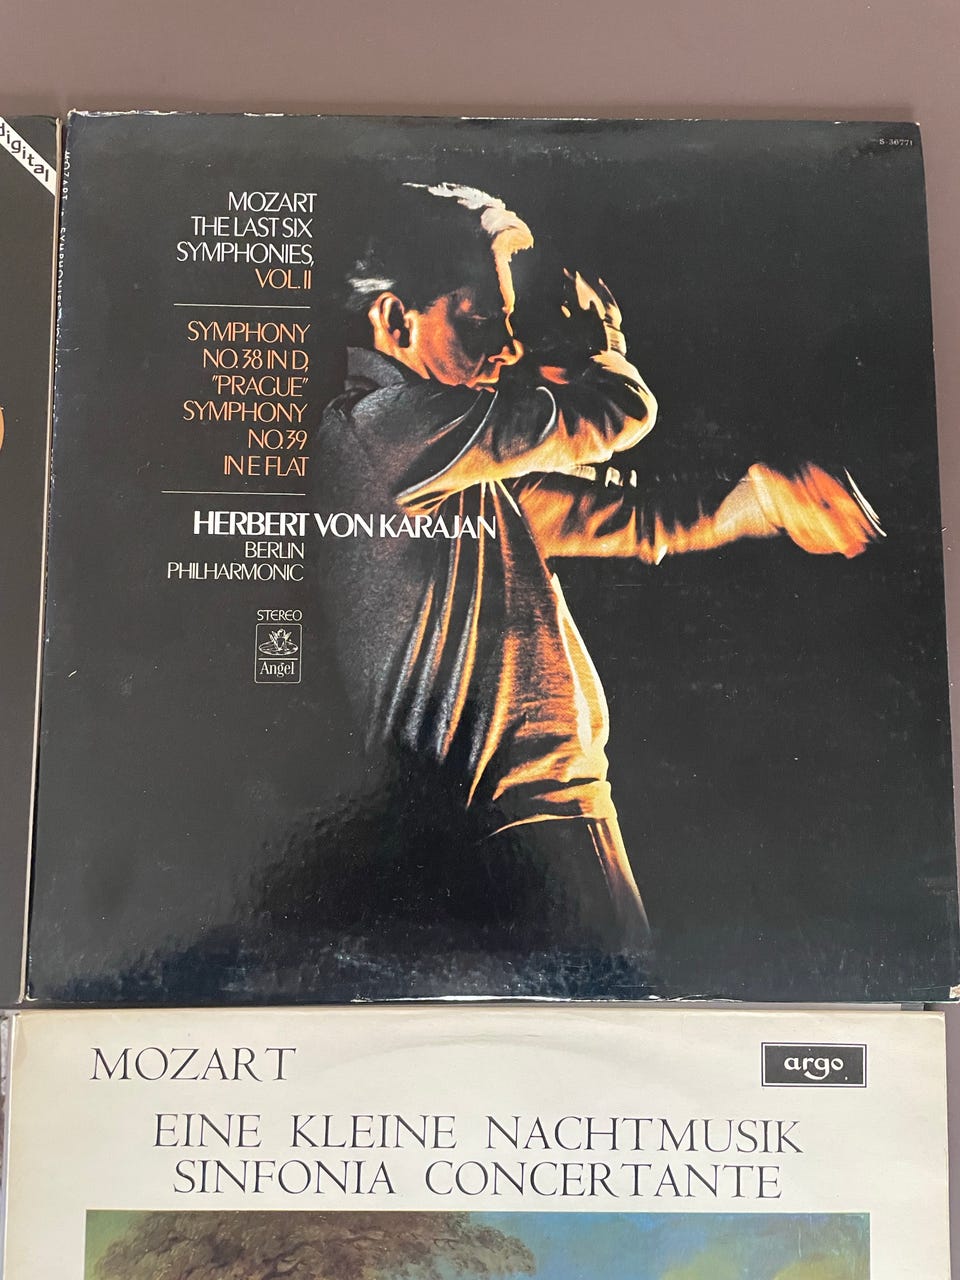 digital
S-36771
MOZART
THE LAST SIX
SYMPHONIES,
VOL. II
SYMPHONY
NO. 38 IN D,
"PRAGUE"
SYMPHONY
NO. 39
IN E FLAT
HERBERT VON KARAJAN
BERLIN
PHILHARMONIC
STEREO
Angel
MOZART
argo
EINE KLEINE NACHTMUSIK
SINFONIA CONCERTANTE